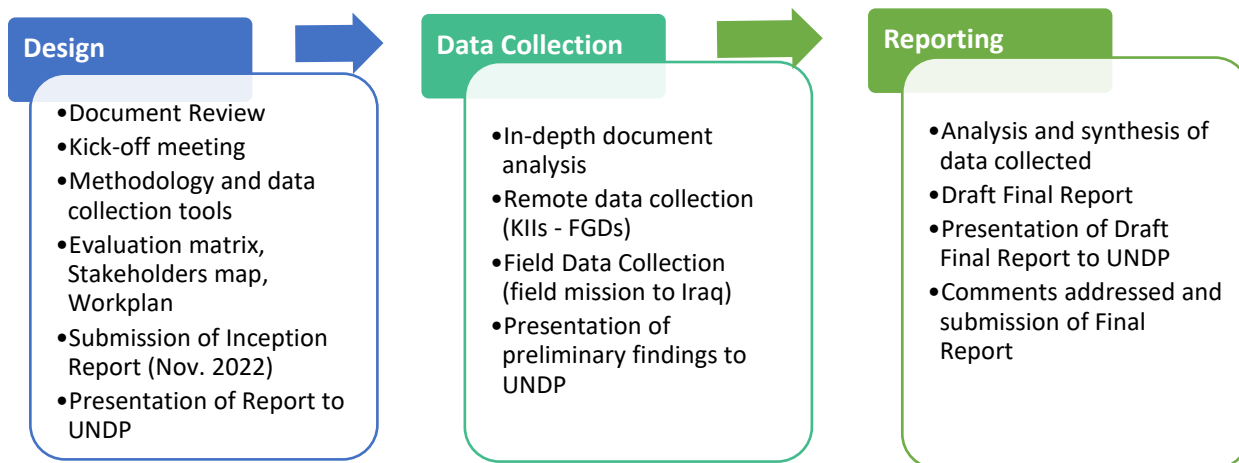 Design
•Document Review
•Kick-off meeting
•Methodology and data
collection tools
•Evaluation matrix,
Stakeholders map,
Workplan
•Submission of Inception
Report (Nov. 2022)
•Presentation of Report to
UNDP
Data Collection
•In-depth document
analysis
•Remote data collection
(KIIs - FGDs)
•Field Data Collection
(field mission to Iraq)
•Presentation of
preliminary findings to
UNDP
Reporting
•Analysis and synthesis of
data collected
•Draft Final Report
•Presentation of Draft
Final Report to UNDP
•Comments addressed and
submission of Final
Report